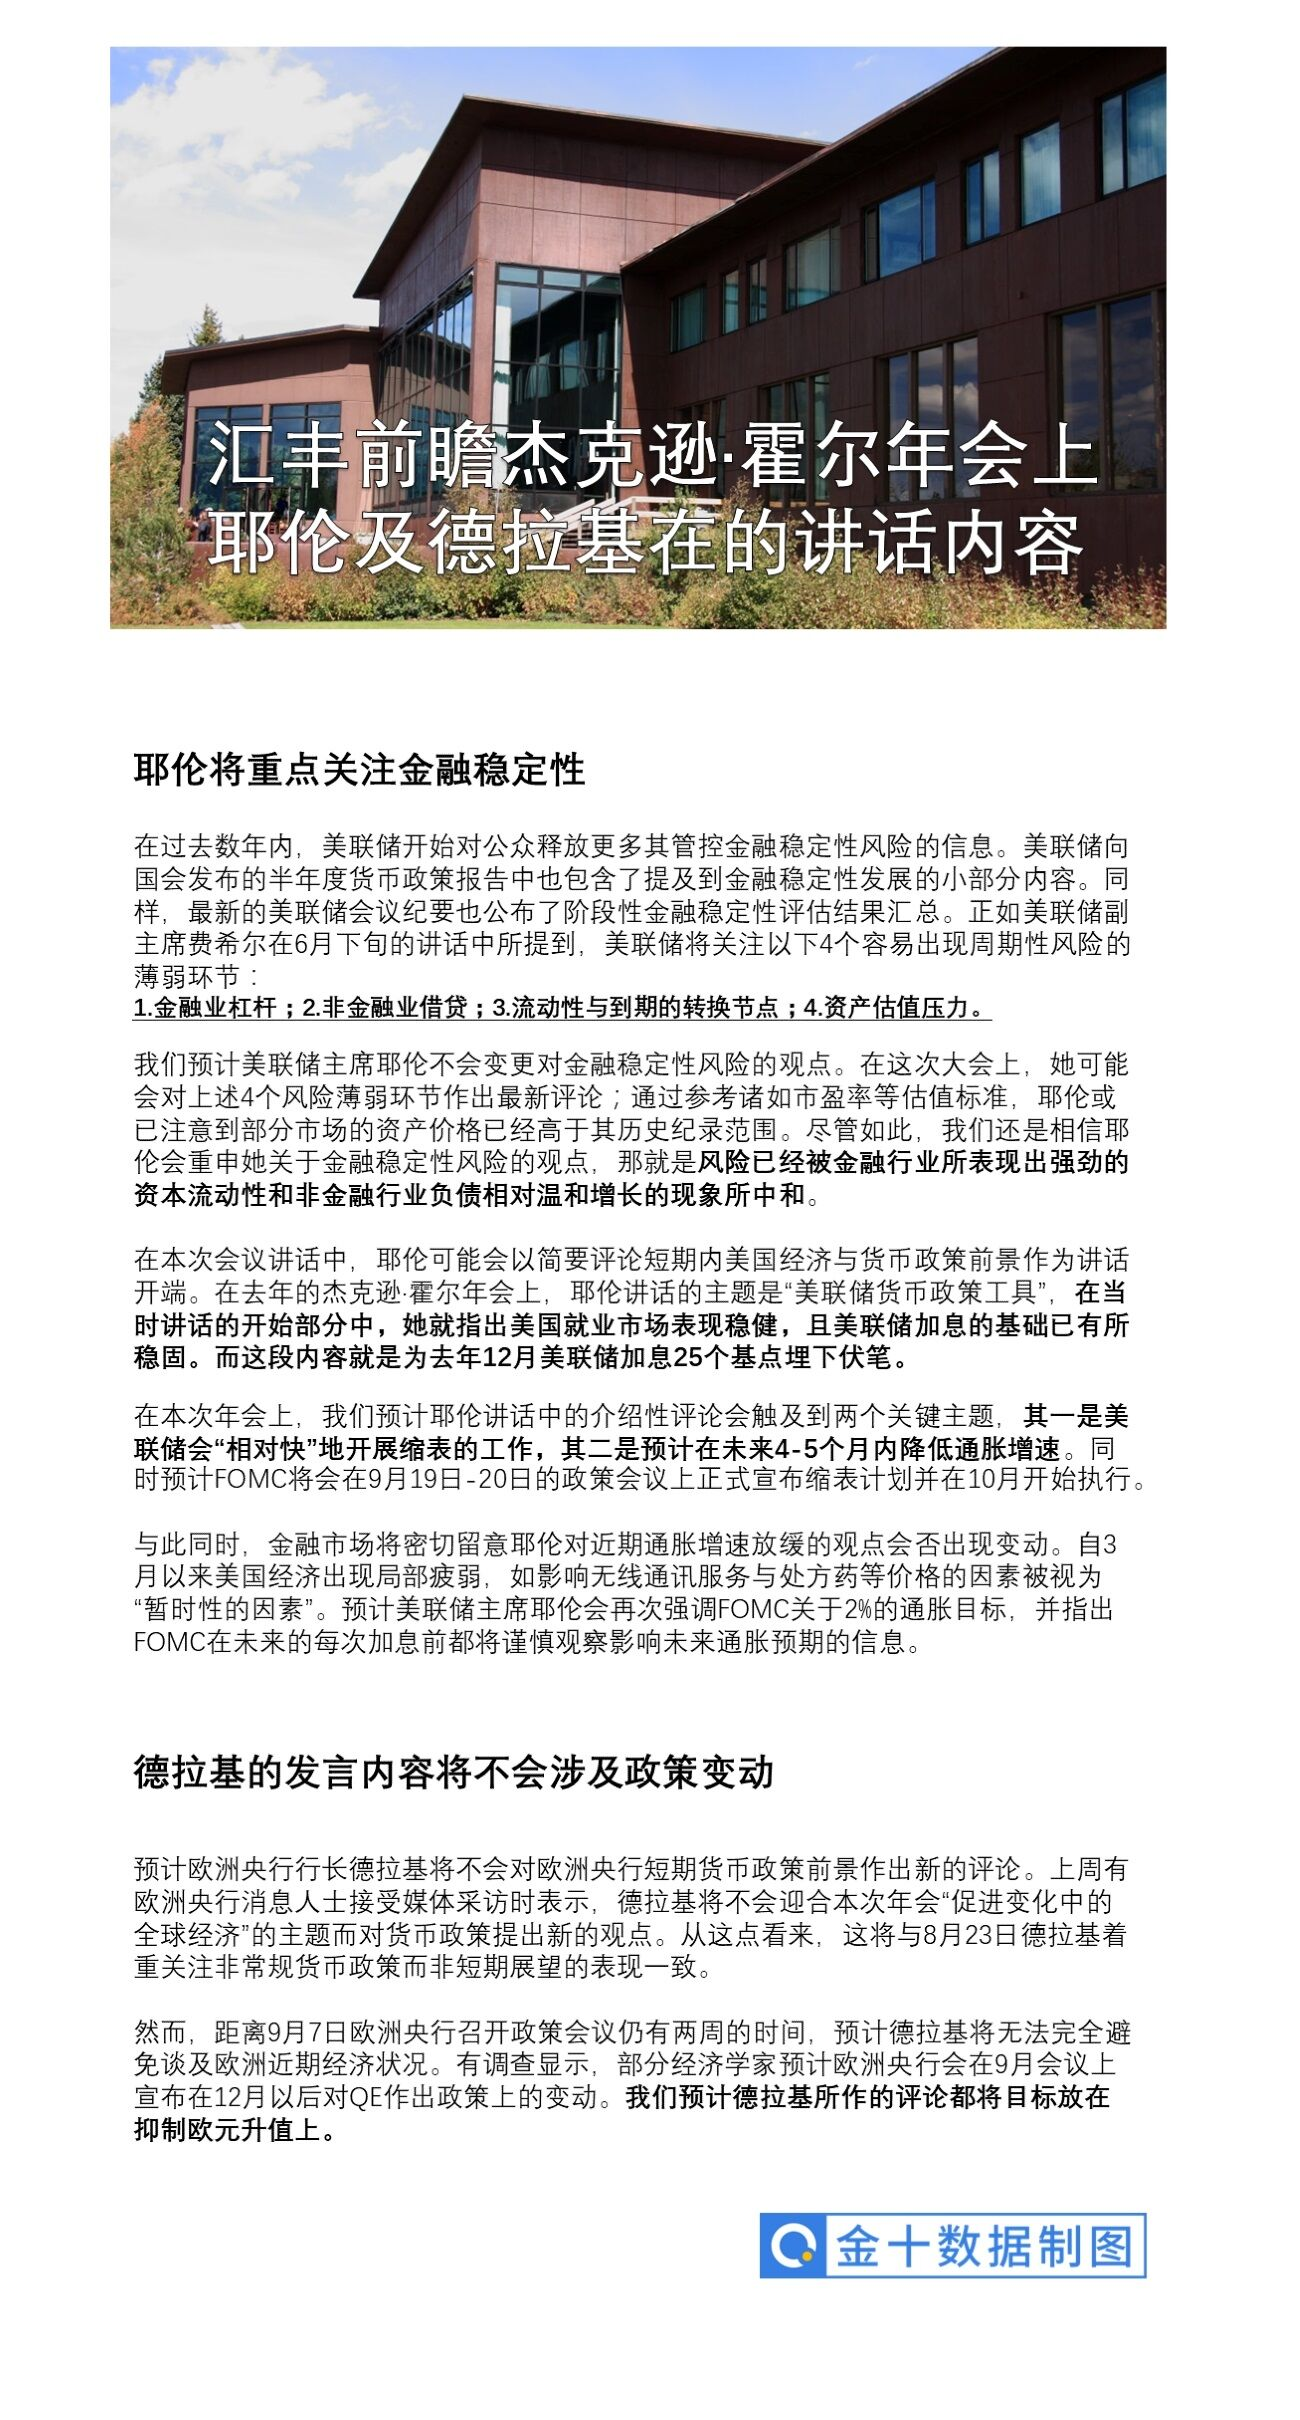 汇丰前瞻杰克逊·霍尔年会上
耶伦及德拉基在的讲话内容
耶伦将重点关注金融稳定性
在过去数年内，美联储开始对公众释放更多其管控金融稳定性风险的信息。美联储向
国会发布的半年度货币政策报告中也包含了提及到金融稳定性发展的小部分内容。同
样，最新的美联储会议纪要也公布了阶段性金融稳定性评估结果汇总。正如美联储副
主席费希尔在6月下旬的讲话中所提到，美联储将关注以下4个容易出现周期性风险的
薄弱环节：
1.金融业杠杆；2.非金融业借贷；3.流动性与到期的转换节点；4.资产估值压力。
我们预计美联储主席耶伦不会变更对金融稳定性风险的观点。在这次大会上，她可能
会对上述4个风险薄弱环节作出最新评论；通过参考诸如市盈率等估值标准，耶伦或
已注意到部分市场的资产价格已经高于其历史纪录范围。尽管如此，我们还是相信耶
伦会重申她关于金融稳定性风险的观点，那就是风险已经被金融行业所表现出强劲的
资本流动性和非金融行业负债相对温和增长的现象所中和。
在本次会议讲话中，耶伦可能会以简要评论短期内美国经济与货币政策前景作为讲话
开端。在去年的杰克逊·霍尔年会上，耶伦讲话的主题是“美联储货币政策工具”，在当
时讲话的开始部分中，她就指出美国就业市场表现稳健，且美联储加息的基础已有所
稳固。而这段内容就是为去年12月美联储加息25个基点埋下伏笔。
在本次年会上，我们预计耶伦讲话中的介绍性评论会触及到两个关键主题，其一是美
联储会“相对快”地开展缩表的工作，其二是预计在未来4-5个月内降低通胀增速。同
时预计FOMC将会在9月19日-20日的政策会议上正式宣布缩表计划并在10月开始执行。
与此同时，金融市场将密切留意耶伦对近期通胀增速放缓的观点会否出现变动。自3
月以来美国经济出现局部疲弱，如影响无线通讯服务与处方药等价格的因素被视为
“暂时性的因素”。预计美联储主席耶伦会再次强调FOMC关于2%的通胀目标，并指出
FOMC在未来的每次加息前都将谨慎观察影响未来通胀预期的信息。
德拉基的发言内容将不会涉及政策变动
预计欧洲央行行长德拉基将不会对欧洲央行短期货币政策前景作出新的评论。上周有
欧洲央行消息人士接受媒体采访时表示，德拉基将不会迎合本次年会“促进变化中的
全球经济”的主题而对货币政策提出新的观点。从这点看来，这将与8月23日德拉基着
重关注非常规货币政策而非短期展望的表现一致。
然而，距离9月7日欧洲央行召开政策会议仍有两周的时间，预计德拉基将无法完全避
免谈及欧洲近期经济状况。有调查显示，部分经济学家预计欧洲央行会在9月会议上
宣布在12月以后对QE作出政策上的变动。我们预计德拉基所作的评论都将目标放在
抑制欧元升值上。
金十数据制图